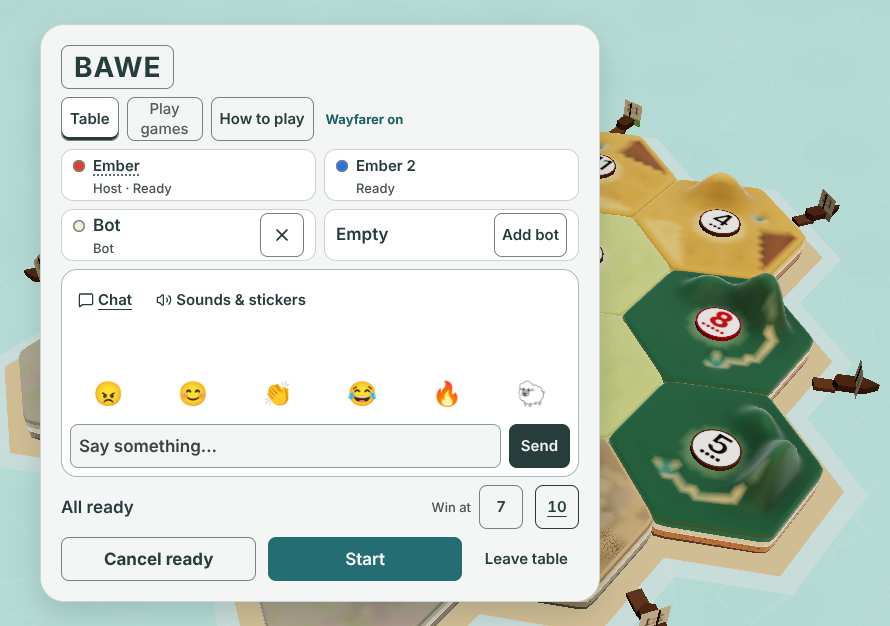 BAWE
Table
Play
games
How to play
Wayfarer on
Ember
Host · Ready
Ember 2
Ready
Bot
Bot
Empty
Add bot
Chat
Sounds & stickers
Say something...
Send
All ready
Win at
7
10
Cancel ready
Start
Leave table
4
8
5